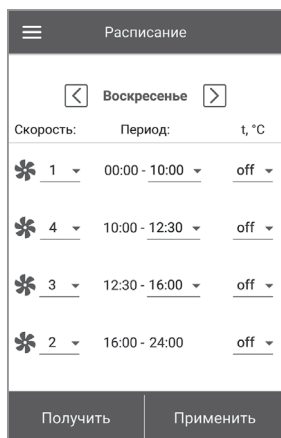 Расписание
Воскресенье
Скорость: Период: t, °C
1 00:00 - 10:00 off
4 10:00 - 12:30 off
3 12:30 - 16:00 off
2 16:00 - 24:00 off
Получить Применить